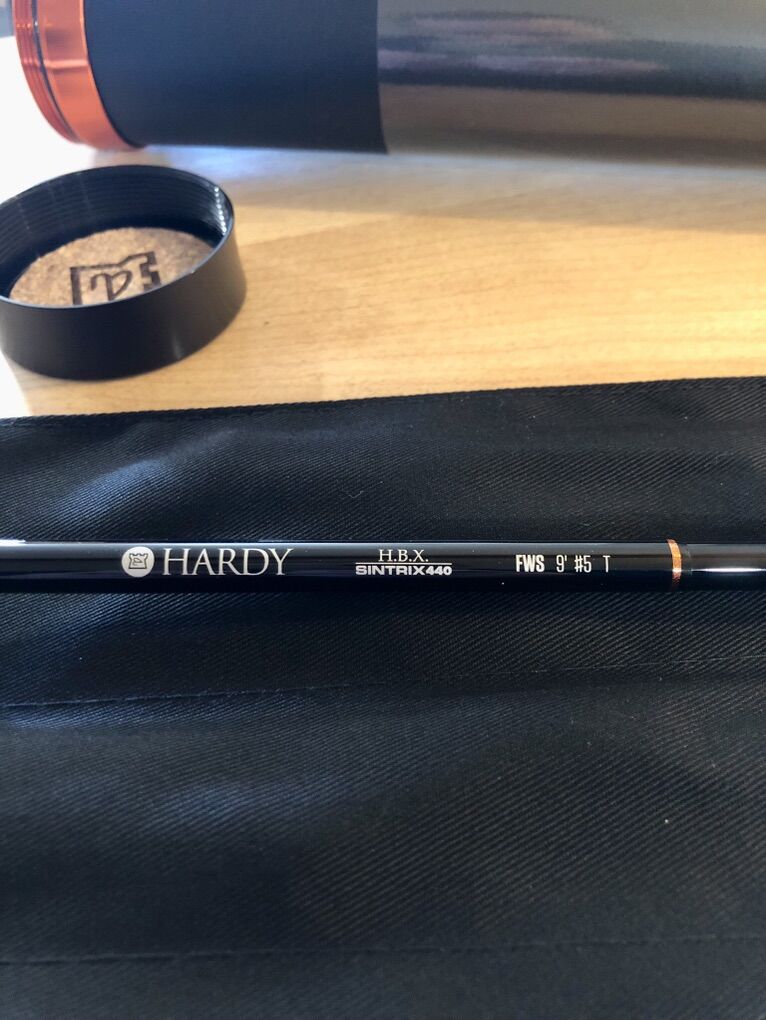 HARDY
H.B.X.
SINTRIX440
FWS 9' #5 T